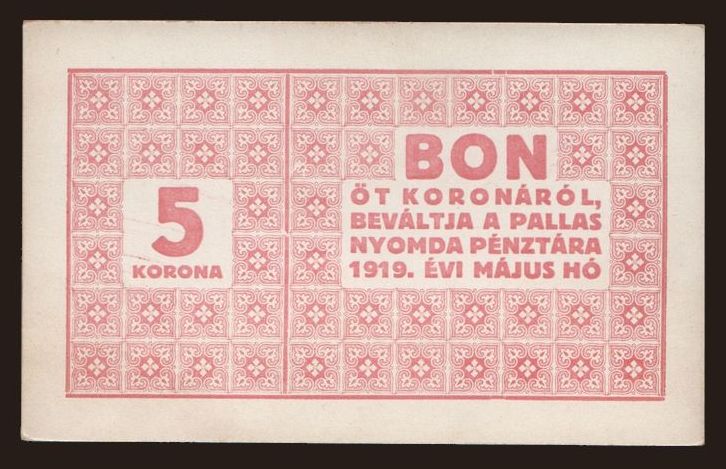 5
KORONA
BON
ÖT KORONÁRÓL,
BEVÁLTJA A PALLAS
NYOMDA PÉNZTÁRA
1919. ÉVI MÁJUS HÓ